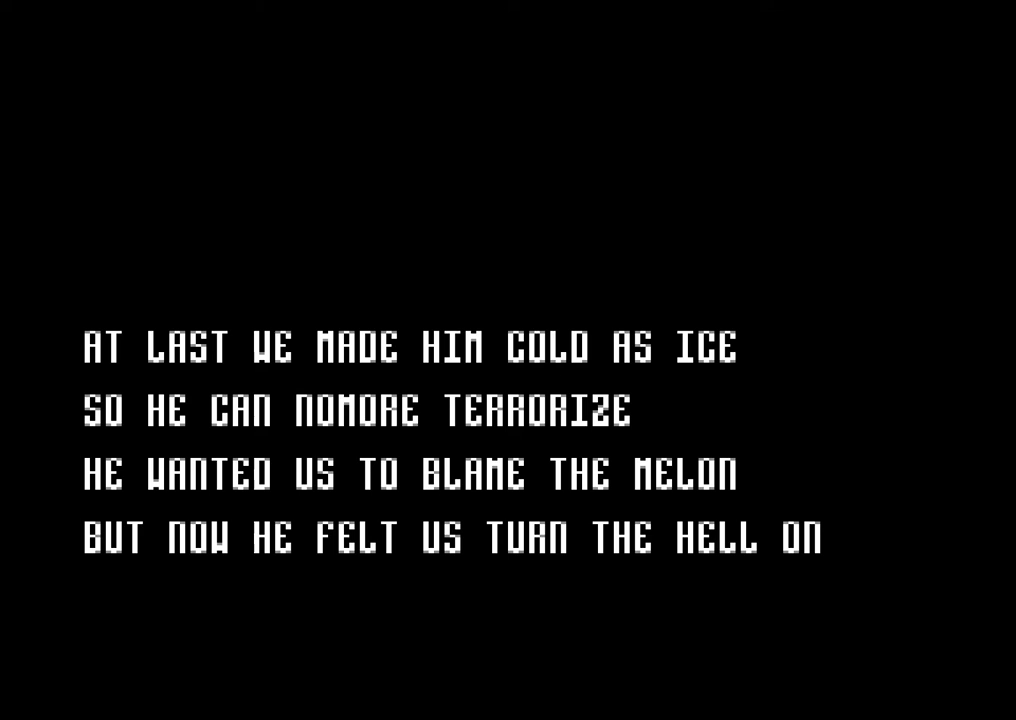 AT LAST WE MADE HIM COLD AS ICE
SO HE CAN NOMORE TERRORIZE
HE WANTED US TO BLAME THE MELON
BUT NOW HE FELT US TURN THE HELL ON